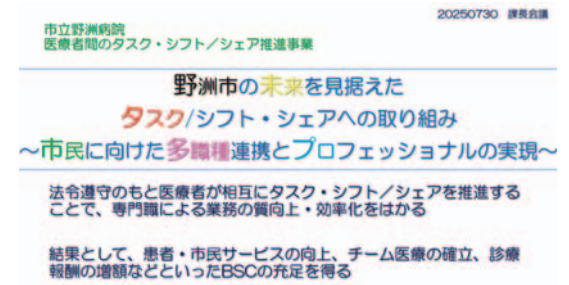 20250730 課長会議
市立野洲病院
医療者間のタスク・シフト／シェア推進事業
野洲市の未来を見据えた
タスク/シフト・シェアへの取り組み
～市民に向けた多職種連携とプロフェッショナルの実現～
法令遵守のもと医療者が相互にタスク・シフト／シェアを推進する
ことで、専門職による業務の質向上・効率化をはかる
結果として、患者・市民サービスの向上、チーム医療の確立、診療
報酬の増額などといったBSCの充足を得る